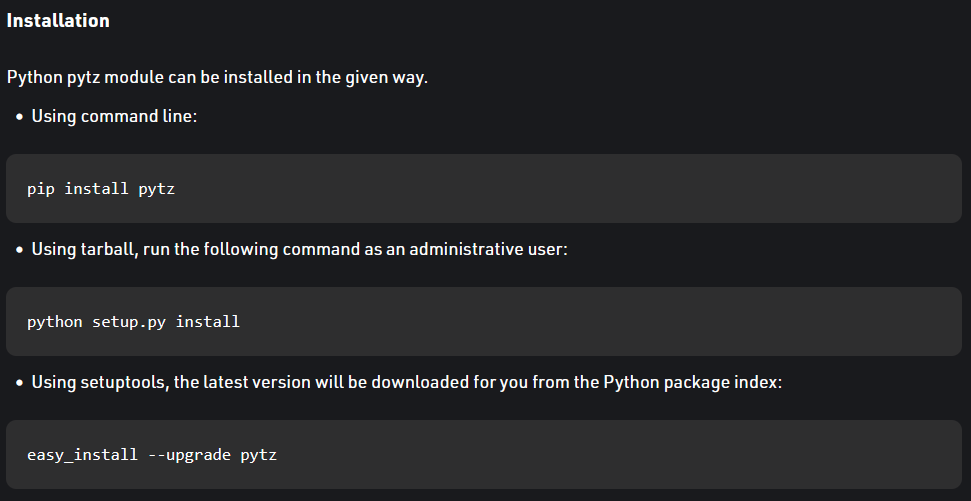 Installation
Python pytz module can be installed in the given way.
• Using command line:
pip install pytz
• Using tarball, run the following command as an administrative user:
python setup.py install
• Using setuptools, the latest version will be downloaded for you from the Python package index:
easy_install --upgrade pytz